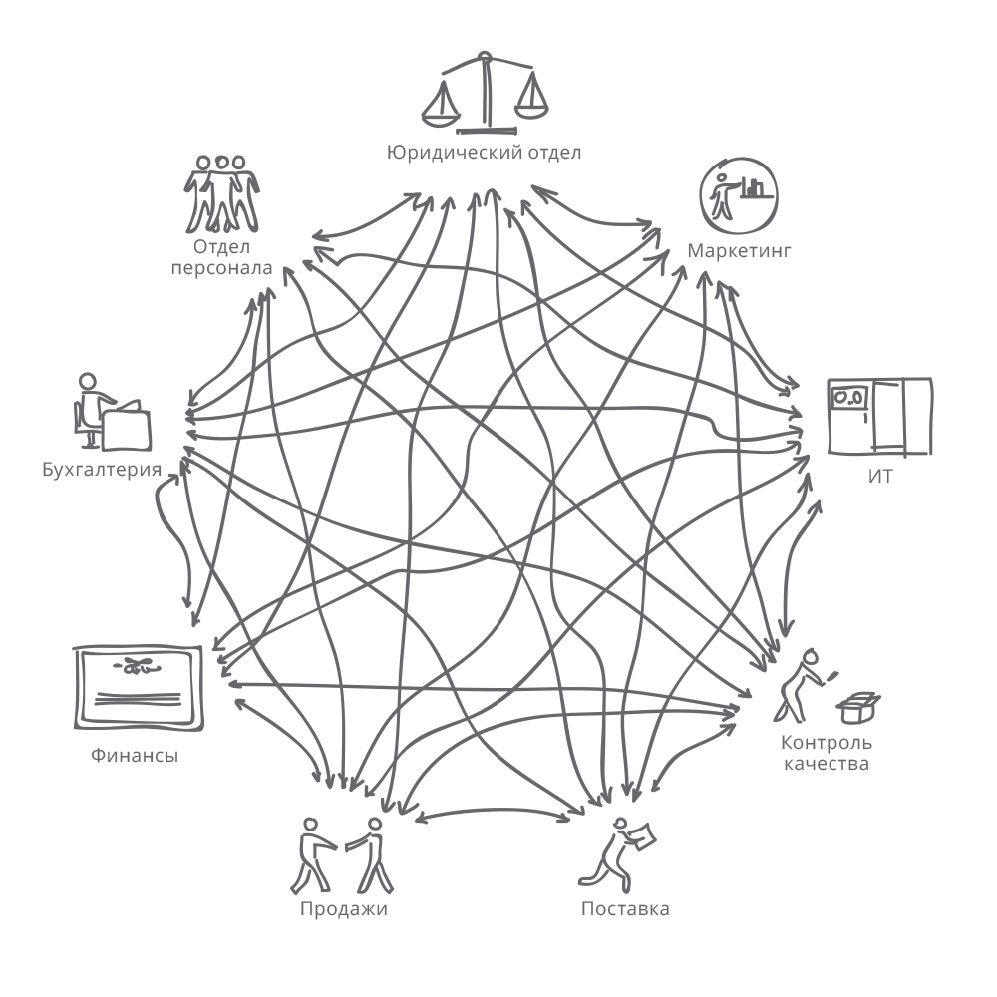 Юридический отдел
Отдел
персонала
Маркетинг
Бухгалтерия
ИТ
Финансы
Контроль
качества
Продажи
Поставка